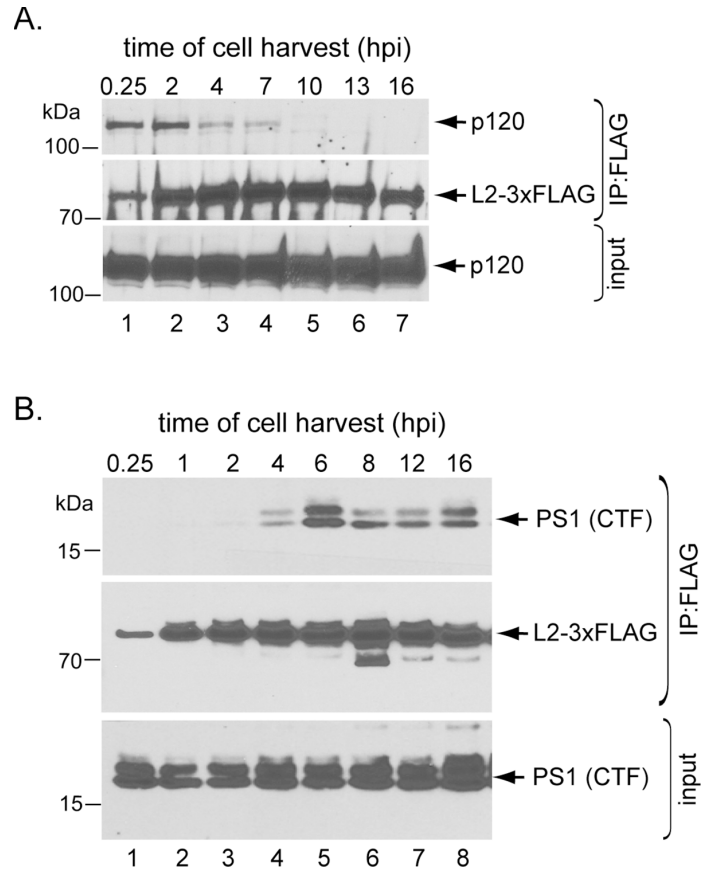 A.
time of cell harvest (hpi)
0.25 2 4 7 10 13 16
kDa
p120
100
L2-3xFLAG
70
IP:FLAG
p120
100
input
1 2 3 4 5 6 7
B.
time of cell harvest (hpi)
0.25 1 2 4 6 8 12 16
kDa
PS1 (CTF)
15
L2-3xFLAG
70
IP:FLAG
PS1 (CTF)
15
input
1 2 3 4 5 6 7 8